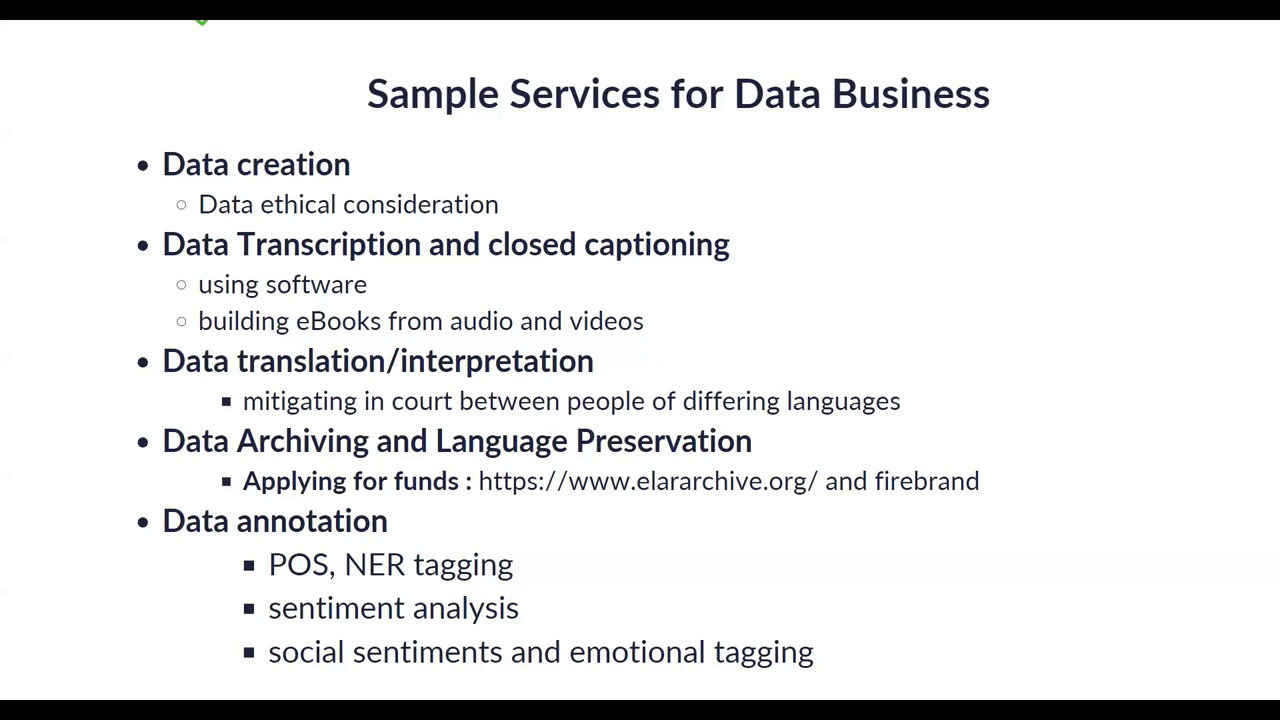 Sample Services for Data Business
• Data creation
○ Data ethical consideration
• Data Transcription and closed captioning
○ using software
○ building eBooks from audio and videos
• Data translation/interpretation
▪ mitigating in court between people of differing languages
• Data Archiving and Language Preservation
▪ Applying for funds : https://www.elararchive.org/ and firebrand
• Data annotation
▪ POS, NER tagging
▪ sentiment analysis
▪ social sentiments and emotional tagging